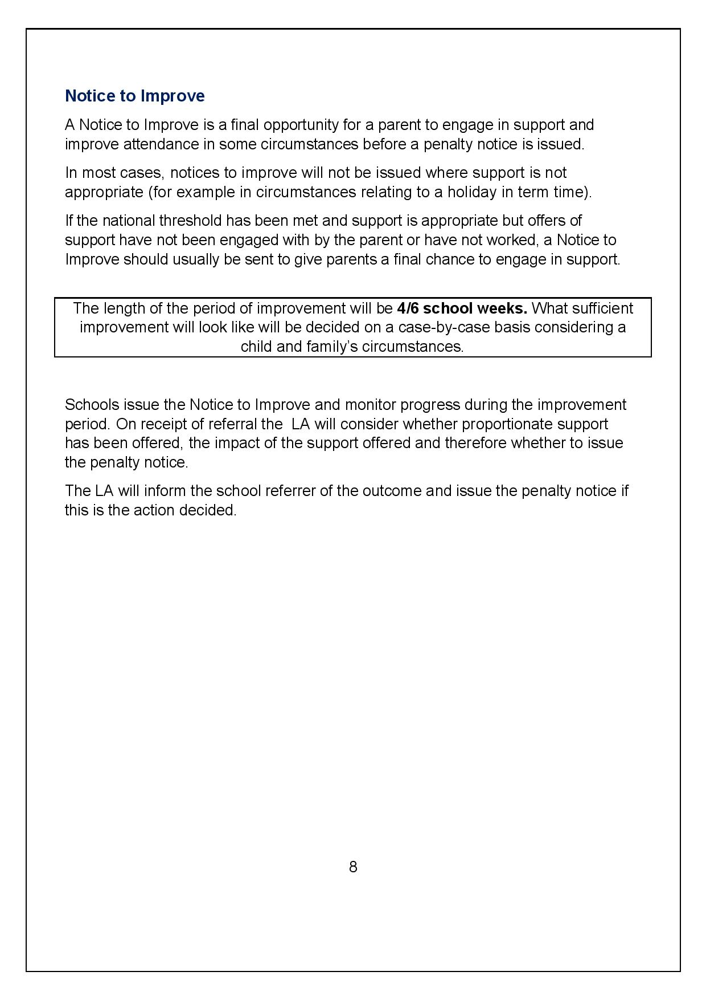 Notice to Improve
A Notice to Improve is a final opportunity for a parent to engage in support and
improve attendance in some circumstances before a penalty notice is issued.
In most cases, notices to improve will not be issued where support is not
appropriate (for example in circumstances relating to a holiday in term time).
If the national threshold has been met and support is appropriate but offers of
support have not been engaged with by the parent or have not worked, a Notice to
Improve should usually be sent to give parents a final chance to engage in support.
The length of the period of improvement will be 4/6 school weeks. What sufficient
improvement will look like will be decided on a case-by-case basis considering a
child and family’s circumstances.
Schools issue the Notice to Improve and monitor progress during the improvement
period. On receipt of referral the  LA will consider whether proportionate support
has been offered, the impact of the support offered and therefore whether to issue
the penalty notice.
The LA will inform the school referrer of the outcome and issue the penalty notice if
this is the action decided.
8